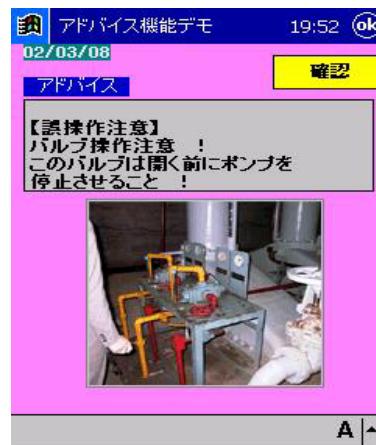 アドバイス機能デモ 19:52 ok
02/03/08
確認
アドバイス
【誤操作注意】
バルブ操作注意 !
このバルブは開く前にポンプを
停止させること !
A